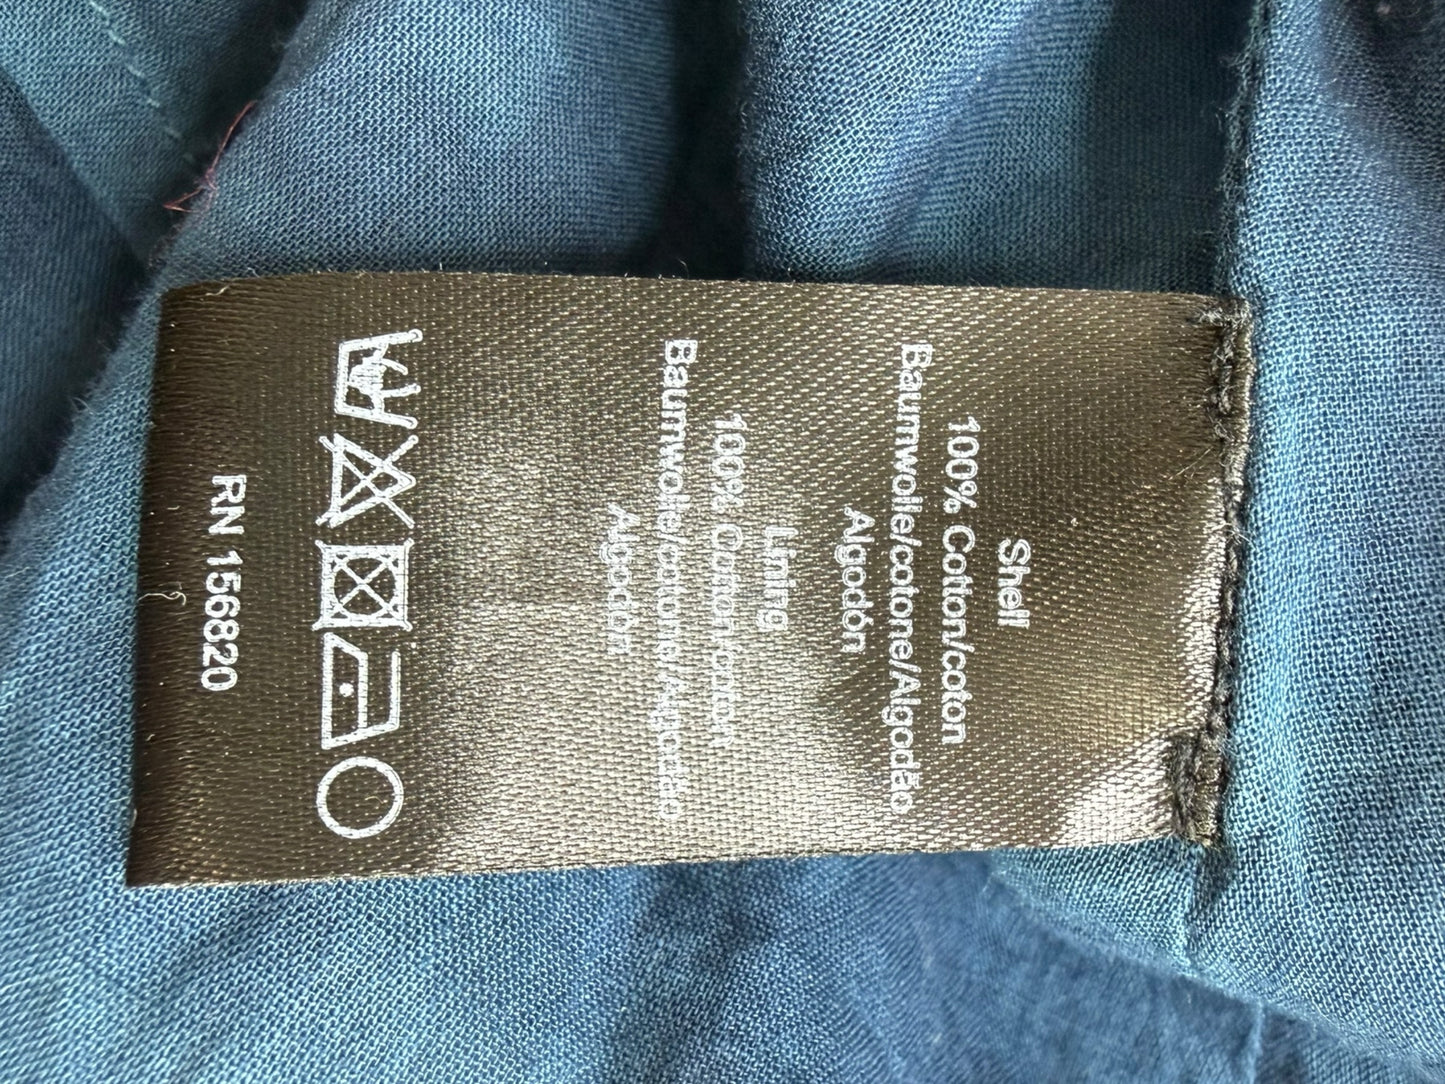 Shell
100% Cotton/coton
Baumwolle/cotone/Algodão
Algodón
Lining
100% Cotton/coton
Baumwolle/cotone/Algodão
Algodón
RN 156820